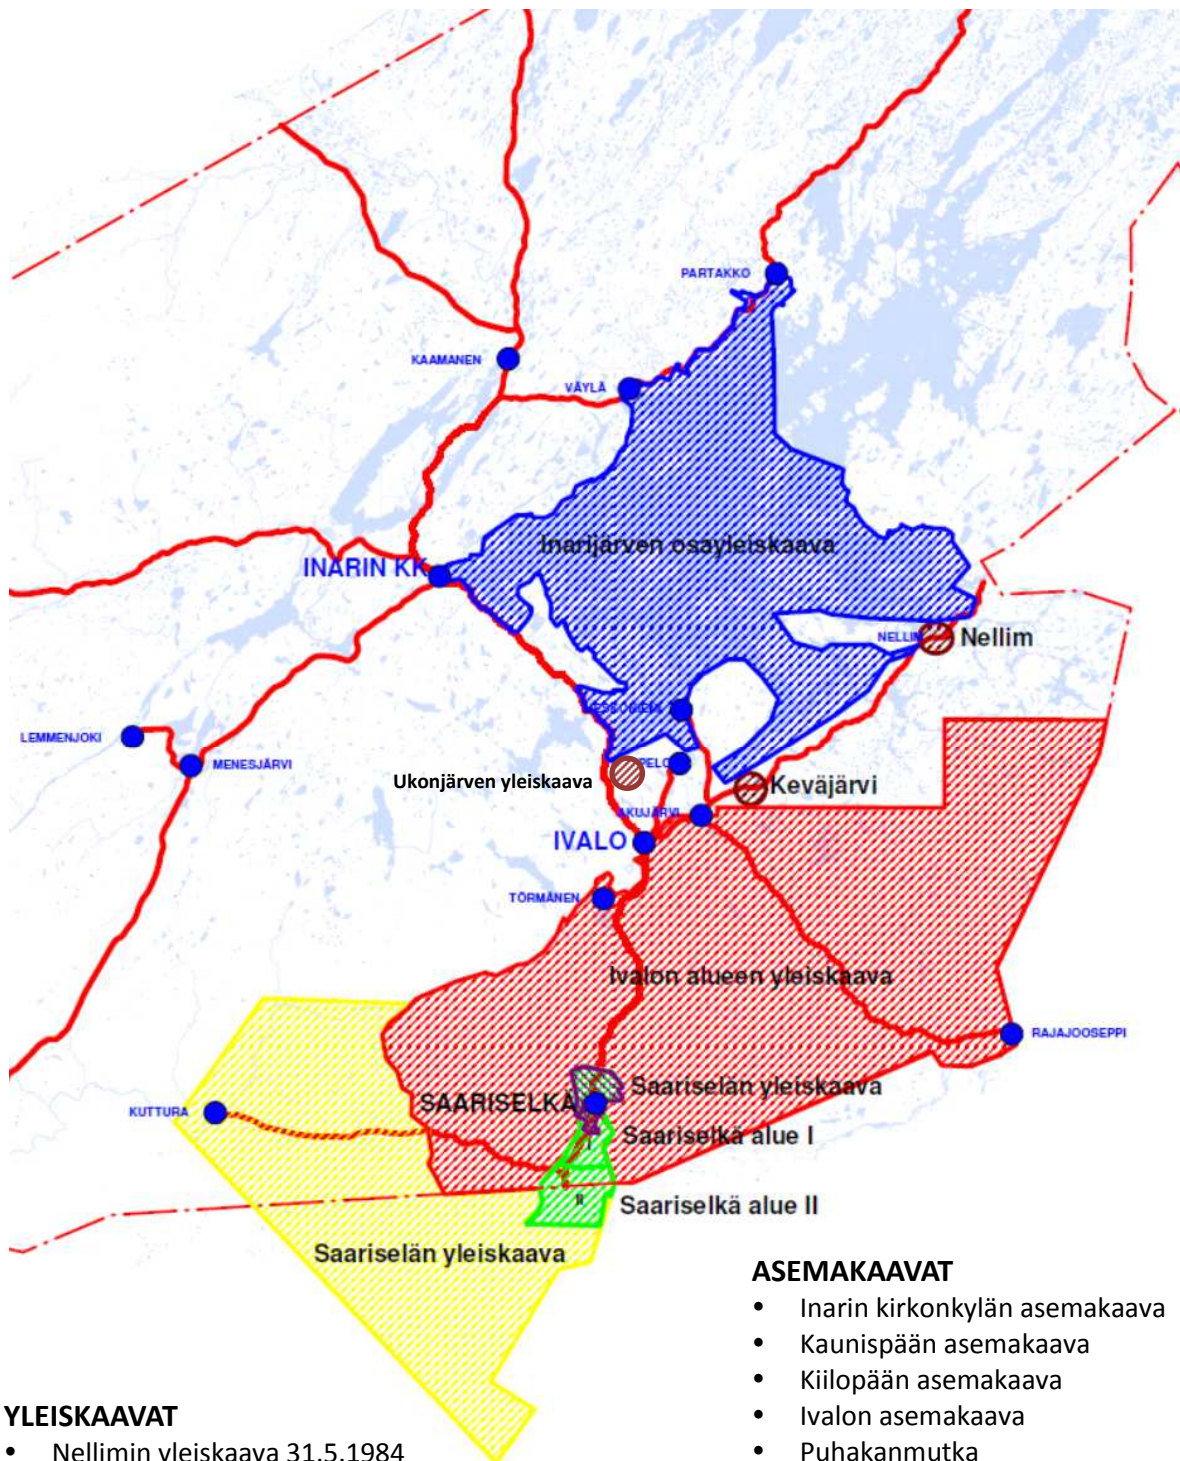 PARTAKKO
KAAMANEN
VÄYLÄ
Inarijärven osayleiskaava
INARIN KK
NELLIM
Nellim
LEMMENJOKI
MENESJÄRVI
Ukonjärven yleiskaava
Keväjärvi
AKUJÄRVI
IVALO
TÖRMÄNEN
Ivalon alueen yleiskaava
RAJAJOOSEPPI
Saariselän yleiskaava
SAARISELKÄ
KUTTURA
Saariselkä alue I
I
II
Saariselkä alue II
Saariselän yleiskaava
ASEMAKAAVAT
• Inarin kirkonkylän asemakaava
• Kaunispään asemakaava
• Kiilopään asemakaava
• Ivalon asemakaava
• Puhakanmutka
YLEISKAAVAT
• Nellimin yleiskaava 31.5.1984